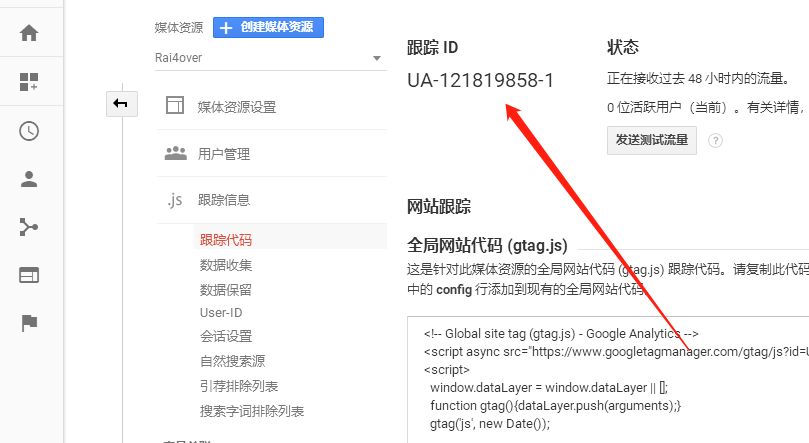 媒体资源
+ 创建媒体资源
Rai4over
媒体资源设置
用户管理
.js 跟踪信息
跟踪代码
数据收集
数据保留
User-ID
会话设置
自然搜索源
引荐排除列表
搜索字词排除列表
跟踪 ID
UA-121819858-1
状态
正在接收过去 48 小时内的流量。
0 位活跃用户（当前）。有关详情，
发送测试流量 ?
网站跟踪
全局网站代码 (gtag.js)
这是针对此媒体资源的全局网站代码 (gtag.js) 跟踪代码。请复制此代码
中的 config 行添加到现有的全局网站代码。
<!-- Global site tag (gtag.js) - Google Analytics -->
<script async src="https://www.googletagmanager.com/gtag/js?id=U
<script>
window.dataLayer = window.dataLayer || [];
function gtag(){dataLayer.push(arguments);}
gtag('js', new Date());